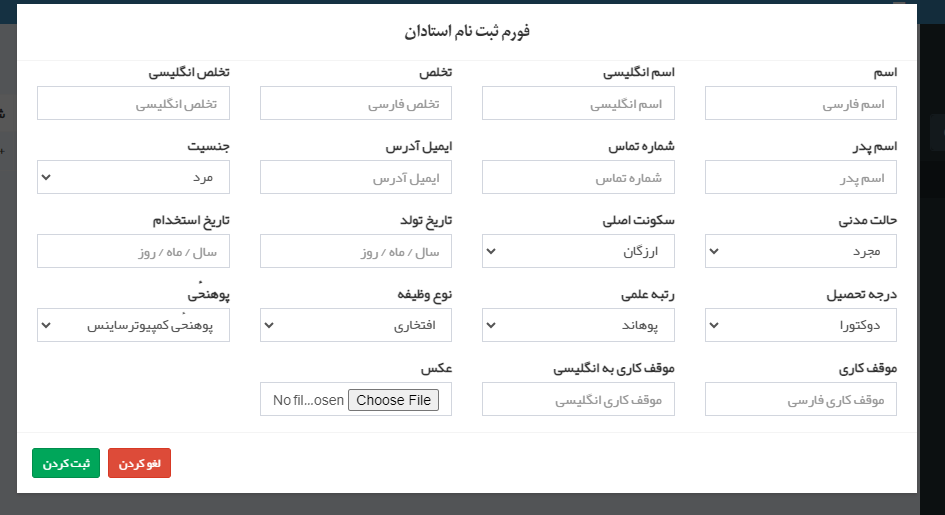 فورم ثبت نام استادان
اسم اسم انگلیسی تخلص تخلص انگلیسی
اسم فارسی اسم انگلیسی تخلص فارسی تخلص انگلیسی
اسم پدر شماره تماس ایمیل آدرس جنسیت
اسم پدر شماره تماس ایمیل آدرس مرد
حالت مدنی سکونت اصلی تاریخ تولد تاریخ استخدام
مجرد ارزگان سال / ماه / روز سال / ماه / روز
درجه تحصیل رتبه علمی نوع وظیفه پوهنځی
دوکتورا پوهاند افتخاری پوهنځی کمپیوترساینس
موقف کاری موقف کاری به انگلیسی عکس
موقف کاری فارسی موقف کاری انگلیسی Choose File No fil...osen
لغو کردن ثبت کردن